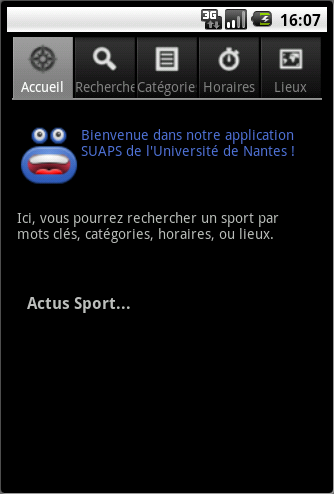 3G 16:07
Accueil Recherche Catégorie Horaires Lieux
Bienvenue dans notre application
SUAPS de l'Université de Nantes !
Ici, vous pourrez rechercher un sport par
mots clés, catégories, horaires, ou lieux.
Actus Sport...